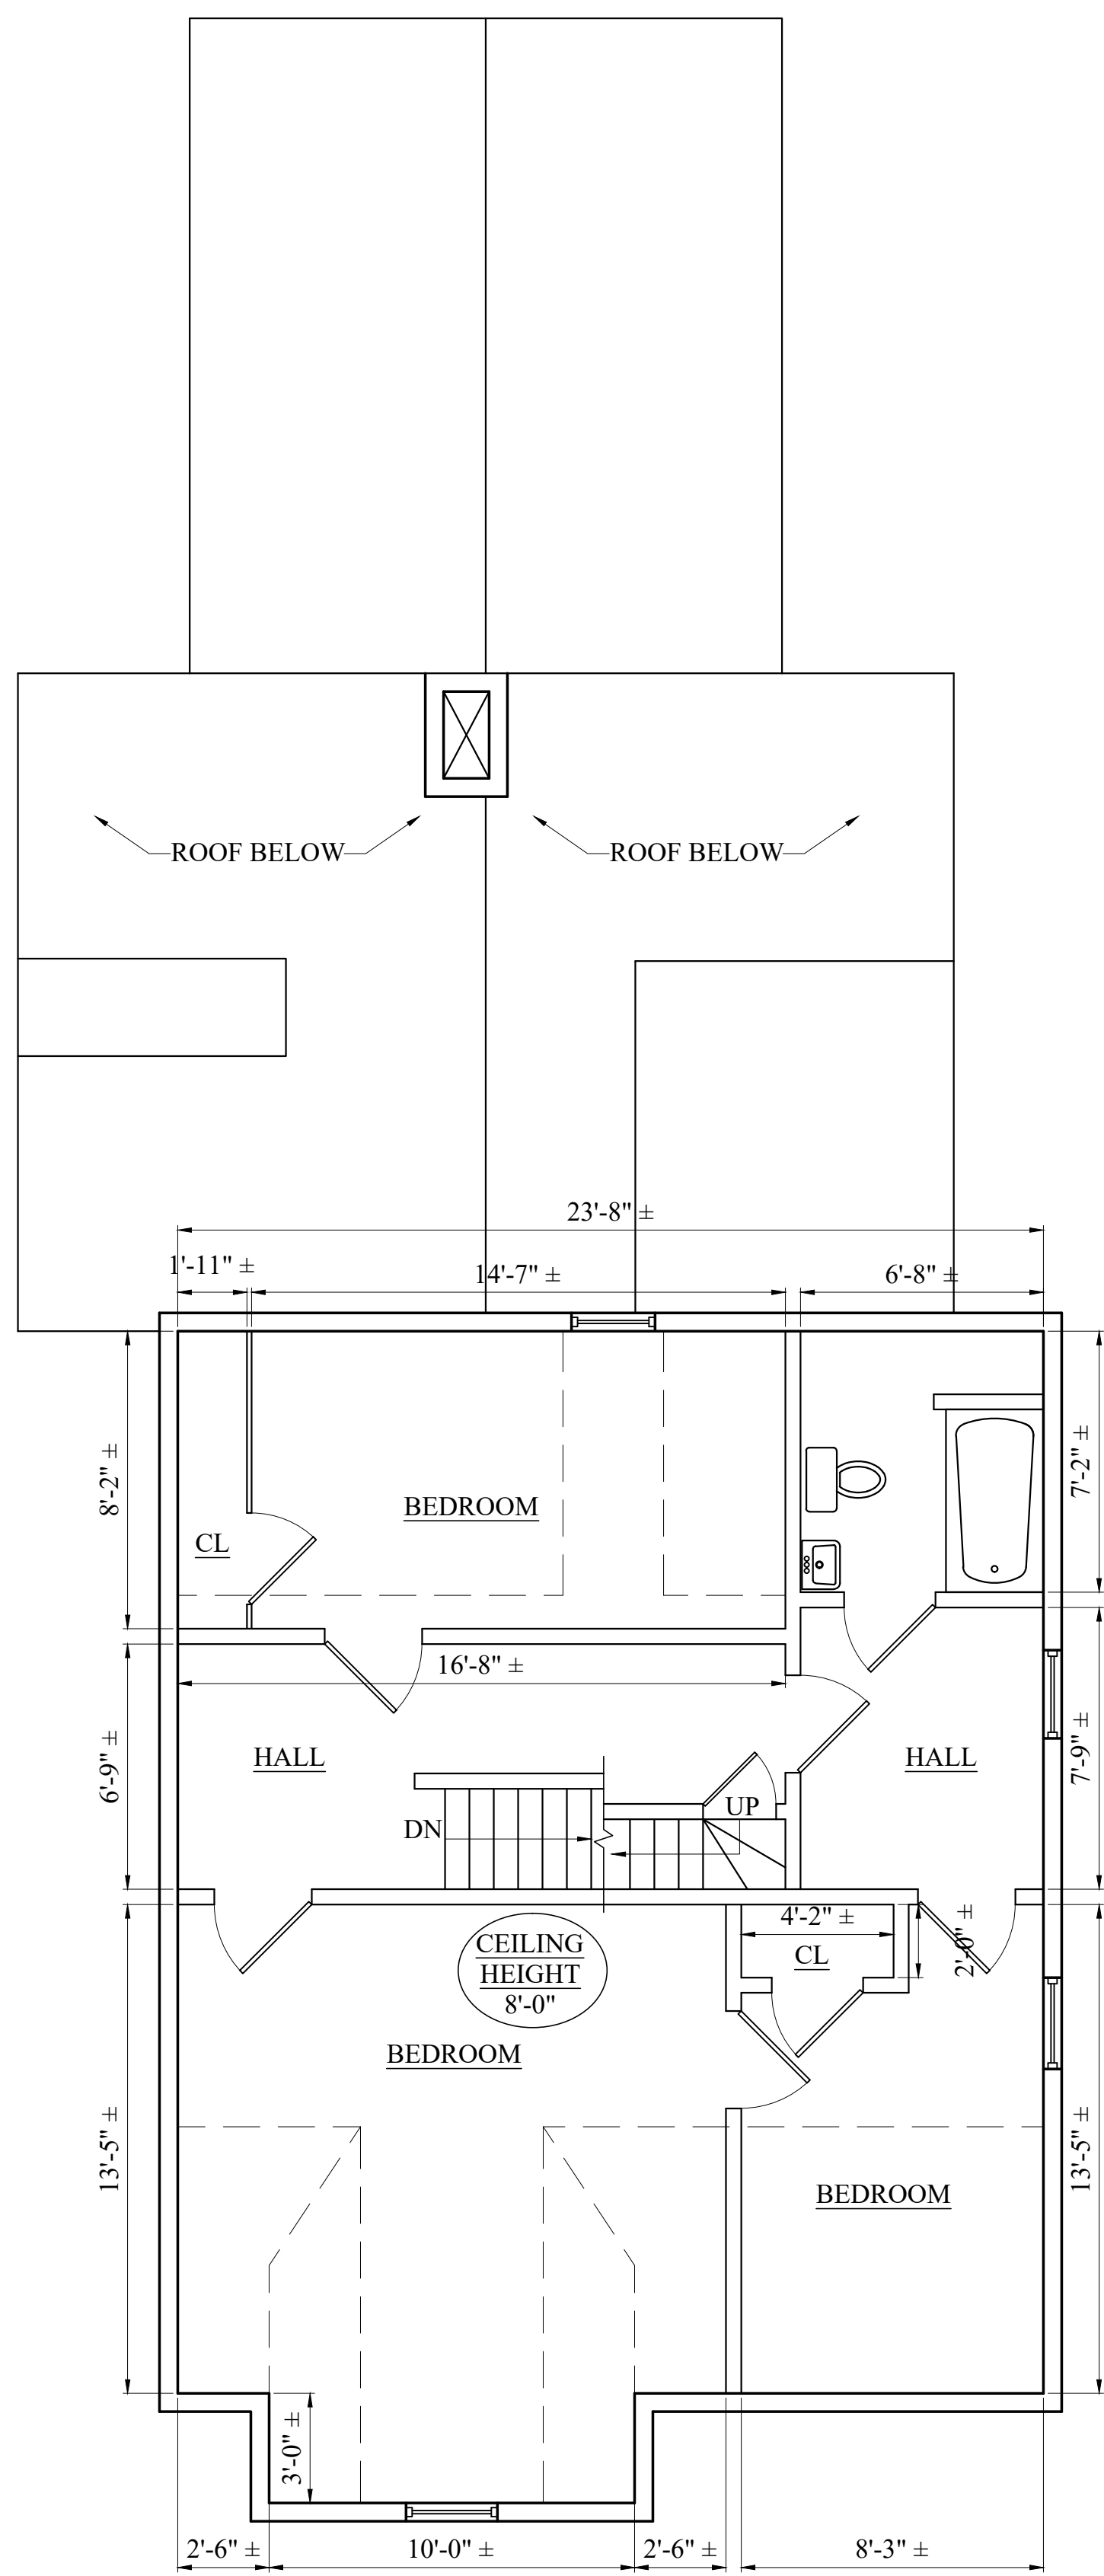 ROOF BELOW
ROOF BELOW
23'-8" ±
1'-11" ±
14'-7" ±
6'-8" ±
8'-2" ±
7'-2" ±
BEDROOM
CL
16'-8" ±
HALL
HALL
6'-9" ±
7'-9" ±
UP
DN
4'-2" ±
2'-0" ±
CL
CEILING
HEIGHT
8'-0"
BEDROOM
13'-5" ±
13'-5" ±
BEDROOM
3'-0" ±
2'-6" ±
10'-0" ±
2'-6" ±
8'-3" ±